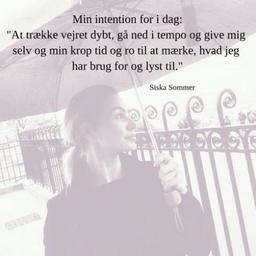 Min intention for i dag:
"At trække vejret dybt, gå ned i tempo og give mig
selv og min krop tid og ro til at mærke, hvad jeg
har brug for og lyst til."
Siska Sommer